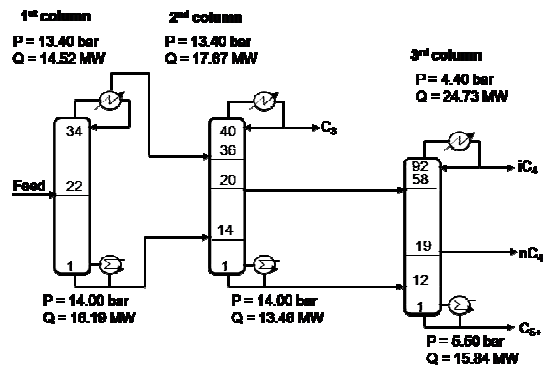 1st column
P = 13.40 bar
Q = 14.52 MW
2nd column
P = 13.40 bar
Q = 17.67 MW
3rd column
P = 4.40 bar
Q = 24.73 MW
34
22
1
Feed
40
36
20
14
1
C3
92
58
19
12
1
iC4
nC4
C5+
P = 14.00 bar
Q = 16.19 MW
P = 14.00 bar
Q = 13.46 MW
P = 5.50 bar
Q = 15.84 MW